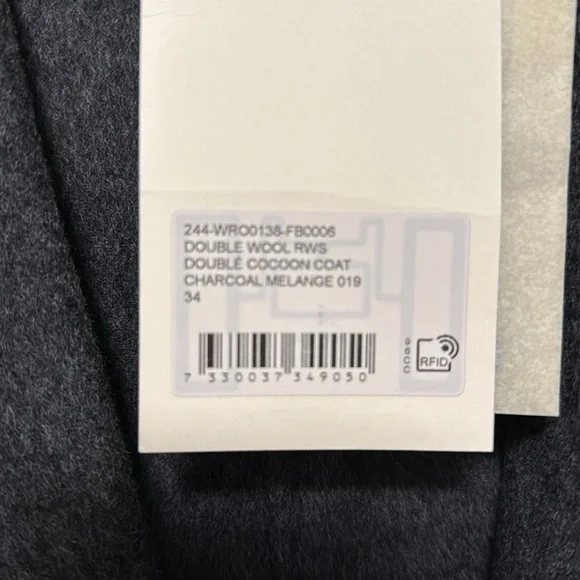 244-WRO0138-FB0006
DOUBLE WOOL RWS
DOUBLÉ COCOON COAT
CHARCOAL MELANGE 019
34
7 330037 349050
RFID